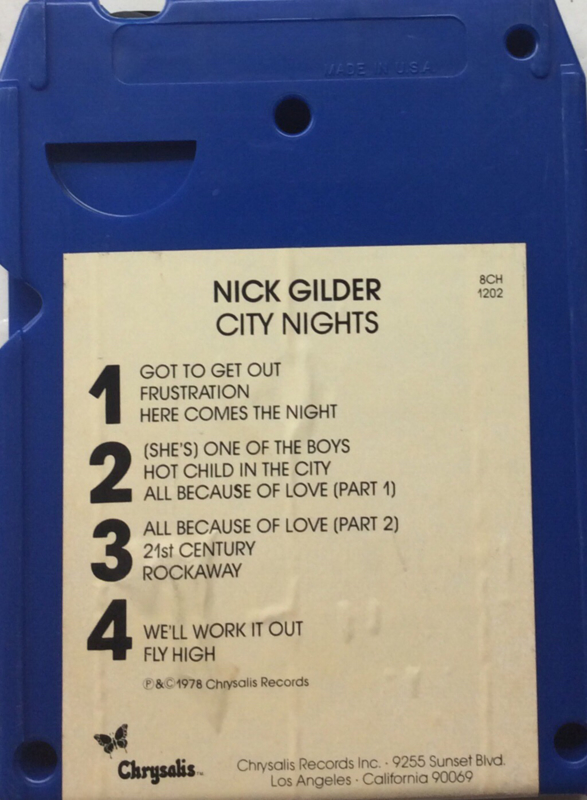 MADE IN U.S.A.
NICK GILDER
CITY NIGHTS
8CH
1202
1
GOT TO GET OUT
FRUSTRATION
HERE COMES THE NIGHT
2
(SHE'S) ONE OF THE BOYS
HOT CHILD IN THE CITY
ALL BECAUSE OF LOVE (PART 1)
3
ALL BECAUSE OF LOVE (PART 2)
21st CENTURY
ROCKAWAY
4
WE'LL WORK IT OUT
FLY HIGH
℗&©1978 Chrysalis Records
Chrysalis™
Chrysalis Records Inc. · 9255 Sunset Blvd.
Los Angeles · California 90069